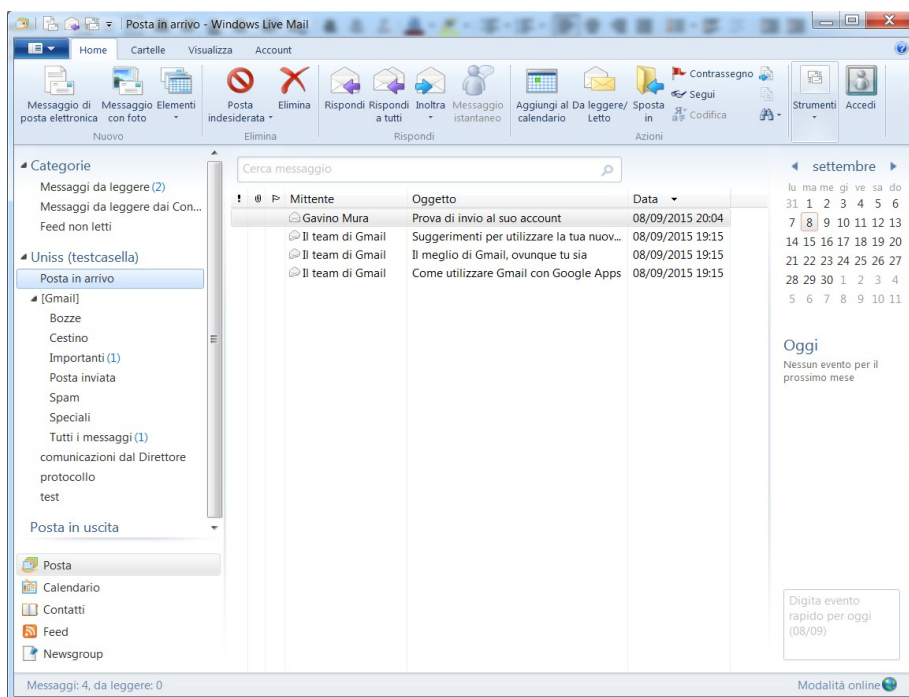 Posta in arrivo - Windows Live Mail
Home Cartelle Visualizza Account
Messaggio di posta elettronica
Messaggio con foto
Elementi
Nuovo
Posta indesiderata
Elimina
Elimina
Rispondi
Rispondi a tutti
Inoltra
Messaggio istantaneo
Rispondi
Aggiungi al calendario
Da leggere/ Letto
Sposta in
Contrassegno
Segui
Codifica
Azioni
Strumenti
Accedi
Categorie
Messaggi da leggere (2)
Messaggi da leggere dai Con...
Feed non letti
Uniss (testcasella)
Posta in arrivo
[Gmail]
Bozze
Cestino
Importanti (1)
Posta inviata
Spam
Speciali
Tutti i messaggi (1)
comunicazioni dal Direttore
protocollo
test
Posta in uscita
Posta
Calendario
Contatti
Feed
Newsgroup
Cerca messaggio
! Mittente Oggetto Data
Gavino Mura Prova di invio al suo account 08/09/2015 20:04
Il team di Gmail Suggerimenti per utilizzare la tua nuov... 08/09/2015 19:15
Il team di Gmail Il meglio di Gmail, ovunque tu sia 08/09/2015 19:15
Il team di Gmail Come utilizzare Gmail con Google Apps 08/09/2015 19:15
settembre
lu ma me gi ve sa do
31 1 2 3 4 5 6
7 8 9 10 11 12 13
14 15 16 17 18 19 20
21 22 23 24 25 26 27
28 29 30 1 2 3 4
5 6 7 8 9 10 11
Oggi
Nessun evento per il
prossimo mese
Digita evento
rapido per oggi
(08/09)
Messaggi: 4, da leggere: 0
Modalità online